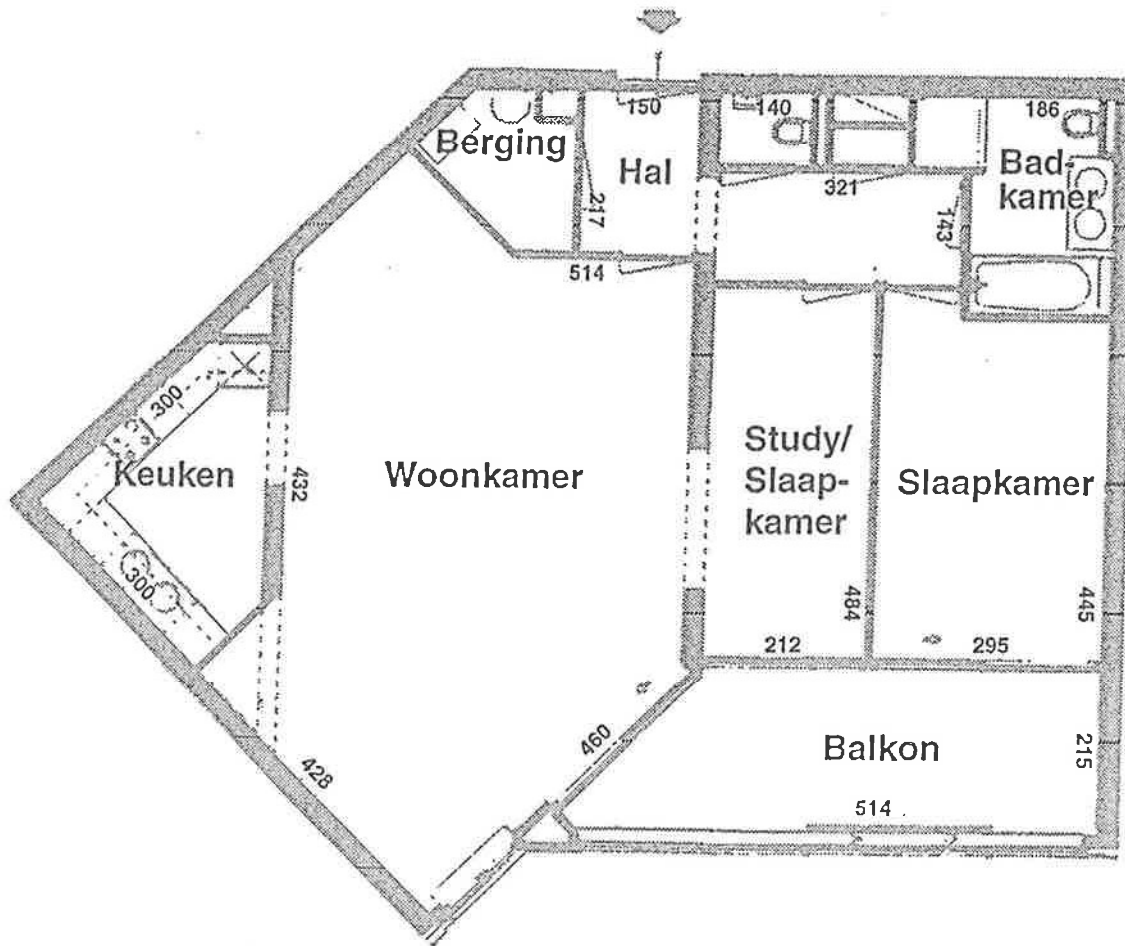 150
140
186
Berging
Hal
Bad-
kamer
321
217
143
514
300
Keuken
432
Woonkamer
Study/
Slaap-
kamer
Slaapkamer
300
484
445
212
295
460
Balkon
215
428
514